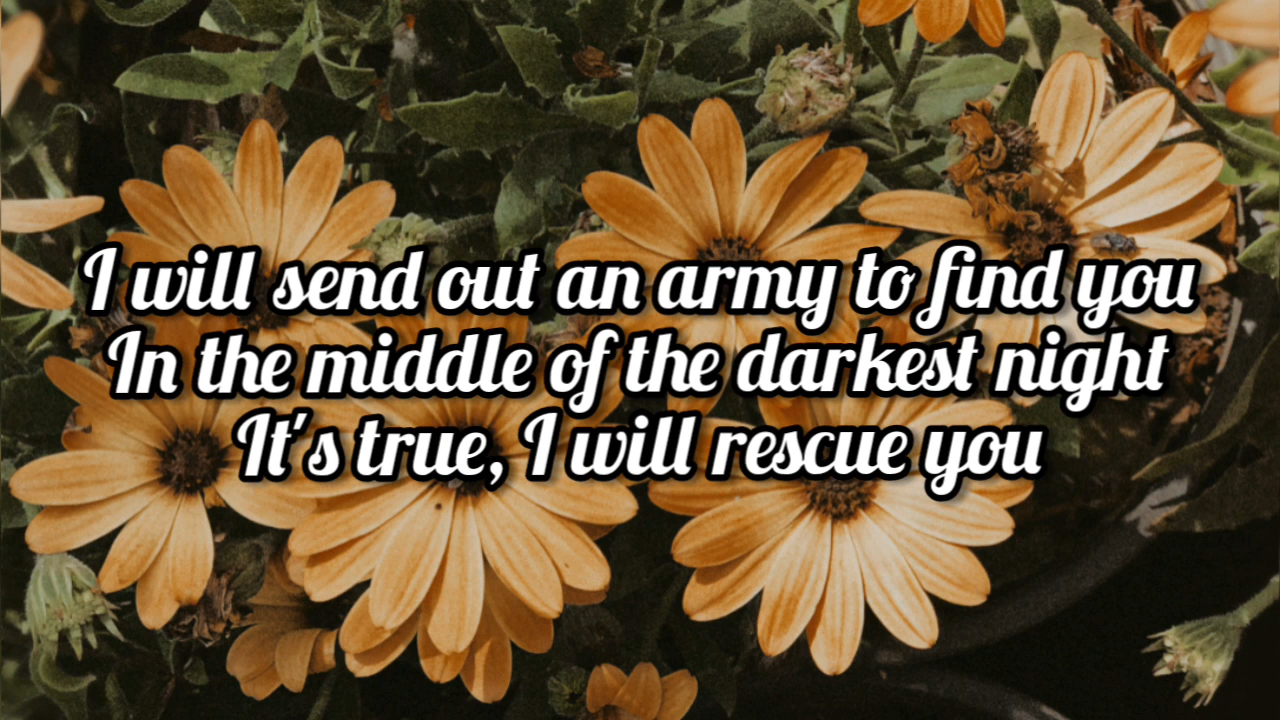 I will send out an army to find you
In the middle of the darkest night
It's true, I will rescue you